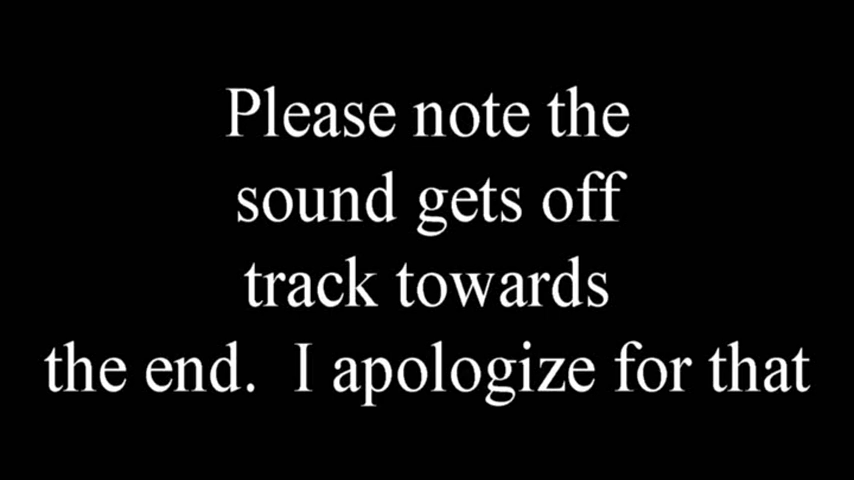 Please note the
sound gets off
track towards
the end.  I apologize for that